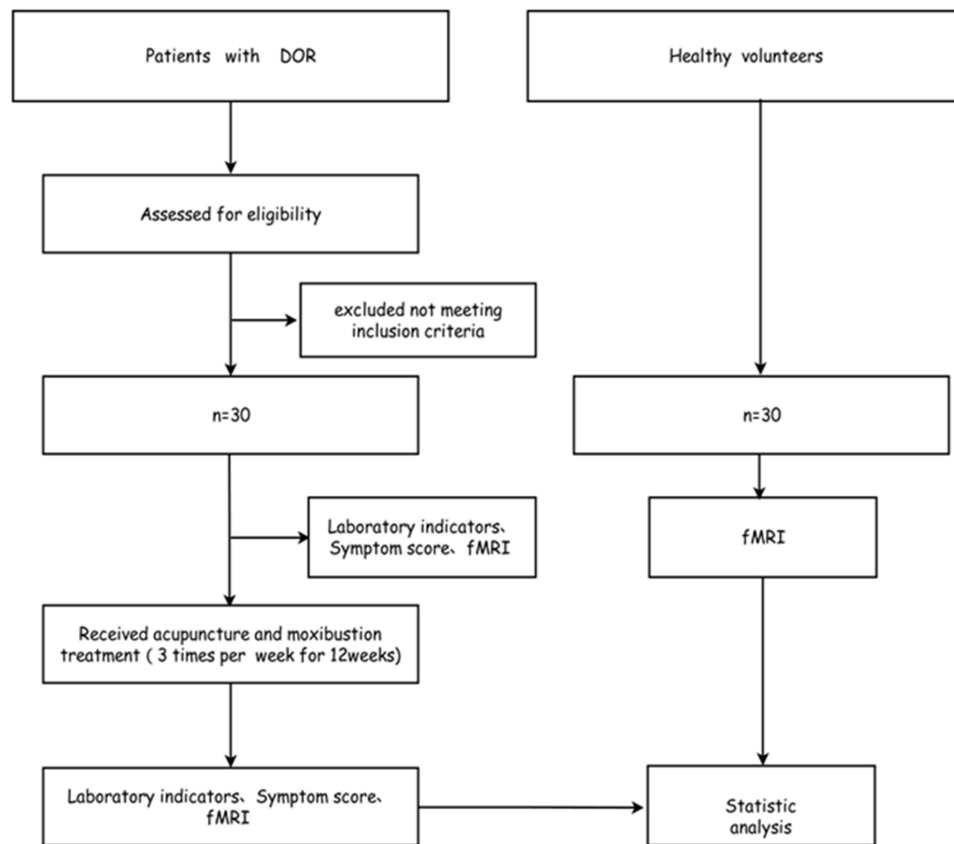 Patients with DOR
Healthy volunteers
Assessed for eligibility
excluded not meeting
inclusion criteria
n=30
n=30
Laboratory indicators、
Symptom score、fMRI
fMRI
Received acupuncture and moxibustion
treatment ( 3 times per week for 12weeks)
Laboratory indicators、Symptom score、
fMRI
Statistic
analysis